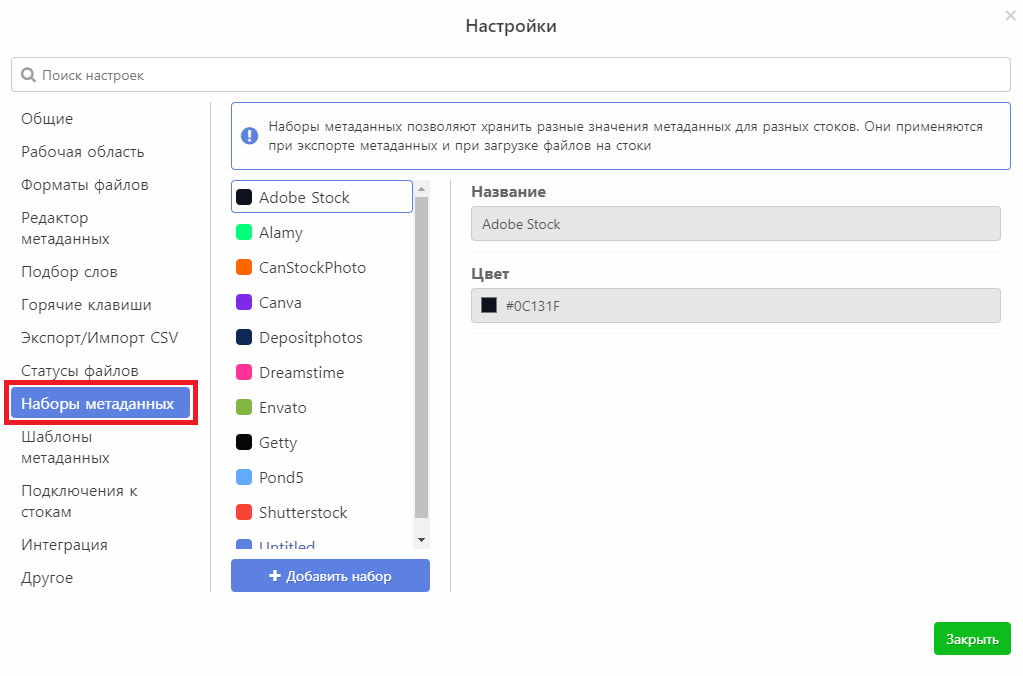 Настройки
Поиск настроек
Общие
Рабочая область
Форматы файлов
Редактор
метаданных
Подбор слов
Горячие клавиши
Экспорт/Импорт CSV
Статусы файлов
Наборы метаданных
Шаблоны
метаданных
Подключения к
стокам
Интеграция
Другое
Наборы метаданных позволяют хранить разные значения метаданных для разных стоков. Они применяются
при экспорте метаданных и при загрузке файлов на стоки
Adobe Stock
Alamy
CanStockPhoto
Canva
Depositphotos
Dreamstime
Envato
Getty
Pond5
Shutterstock
Untitled
Добавить набор
Название
Adobe Stock
Цвет
#0C131F
Закрыть